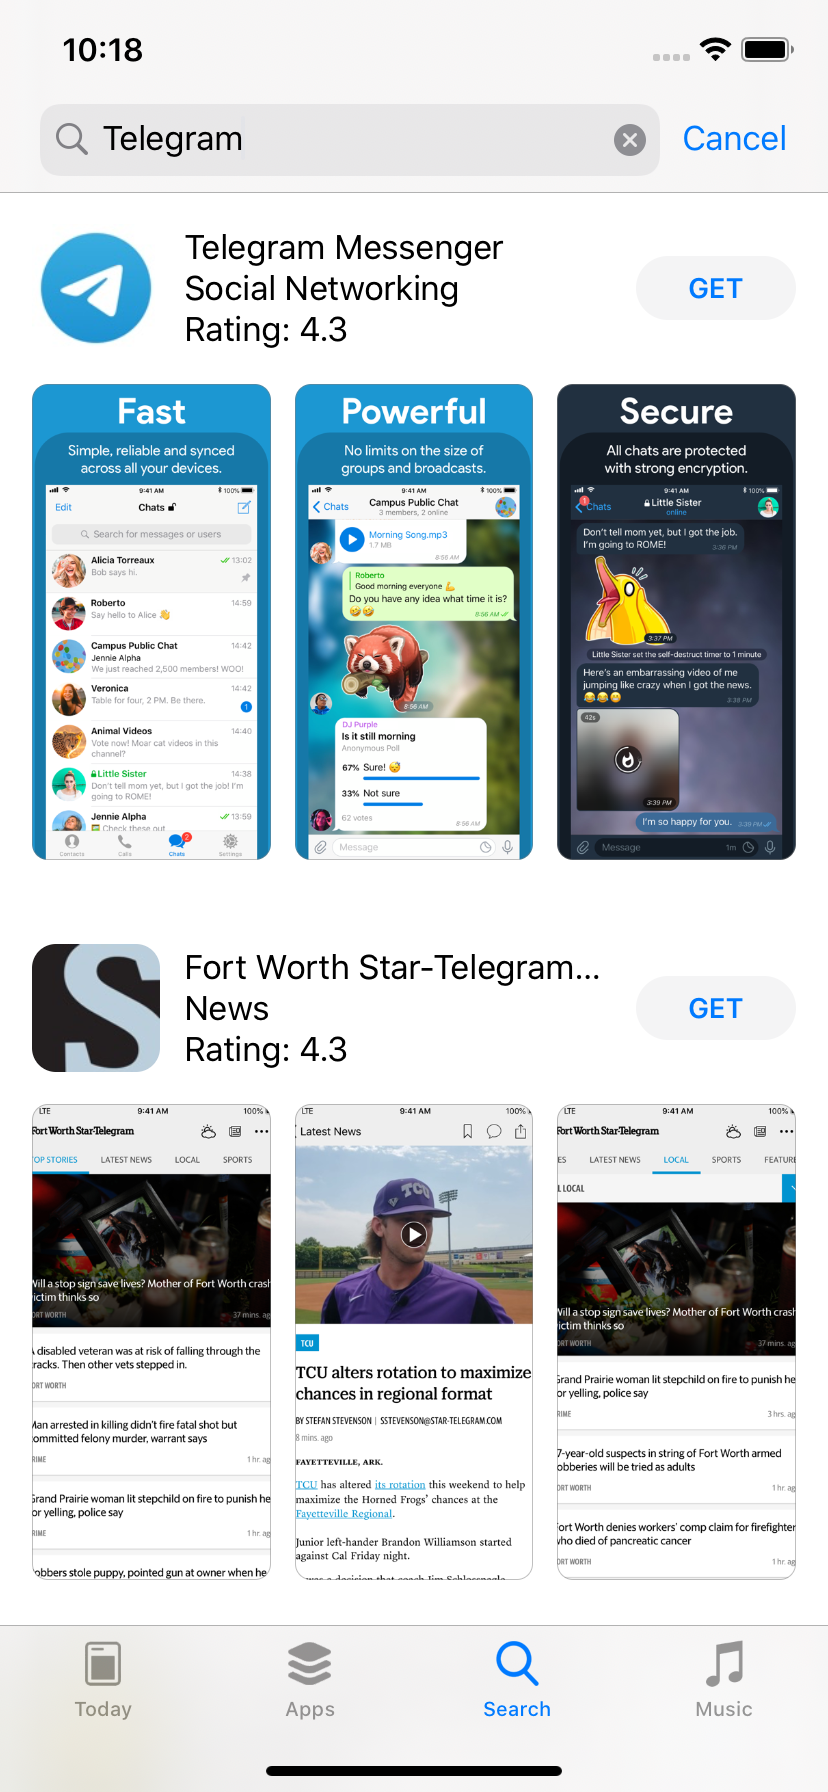 10:18
Telegram
Cancel
Telegram Messenger
Social Networking
Rating: 4.3
GET
Fast
Simple, reliable and synced
across all your devices.
9:41 AM
100%
Edit
Chats
Search for messages or users
Alicia Torreaux
13:02
Bob says hi.
Roberto
14:59
Say hello to Alice 👋
Campus Public Chat
14:42
Jennie Alpha
We just reached 2,500 members! WOO!
Veronica
14:42
Table for four, 2 PM. Be there.
1
Animal Videos
14:40
Vote now! Moar cat videos in this
channel?
Little Sister
14:38
Don't tell mom yet, but I got the job! I'm
going to ROME!
Jennie Alpha
13:59
Check these out
2
Contacts
Calls
Chats
Settings
Powerful
No limits on the size of
groups and broadcasts.
9:41 AM
100%
Chats
Campus Public Chat
3 members, 2 online
Morning Song.mp3
1.7 MB
8:56 AM
Roberto
Good morning everyone 💪
Do you have any idea what time it is?
🤣🤣
8:56 AM
8:56 AM
DJ Purple
Is it still morning
Anonymous Poll
67% Sure! 😴
33% Not sure
62 votes
8:56 AM
Message
Secure
All chats are protected
with strong encryption.
9:41 AM
100%
1
Chats
Little Sister
online
Don't tell mom yet, but I got the job.
I'm going to ROME!
3:36 PM
3:37 PM
Little Sister set the self-destruct timer to 1 minute
Here's an embarrassing video of me
jumping like crazy when I got the news.
😂😂😂
3:38 PM
42s
3:39 PM
I'm so happy for you.
3:39 PM
Message
1m
Fort Worth Star-Telegram...
News
Rating: 4.3
GET
S
LTE
9:41 AM
100%
Fort Worth Star-Telegram
TOP STORIES
LATEST NEWS
LOCAL
SPORTS
Will a stop sign save lives? Mother of Fort Worth crash
victim thinks so
ORT WORTH
37 mins. ag
A disabled veteran was at risk of falling through the
cracks. Then other vets stepped in.
ORT WORTH
Man arrested in killing didn't fire fatal shot but
committed felony murder, warrant says
RIME
1 hr. ag
Grand Prairie woman lit stepchild on fire to punish he
or yelling, police say
RIME
1 hr. ag
obbers stole puppy, pointed gun at owner when he
LTE
9:41 AM
100%
Latest News
TCU
TCU
TCU alters rotation to maximize
chances in regional format
BY STEFAN STEVENSON | SSTEVENSON@STAR-TELEGRAM.COM
8 mins. ago
FAYETTEVILLE, ARK.
TCU has altered its rotation this weekend to help
maximize the Horned Frogs' chances at the
Fayetteville Regional.
Junior left-hander Brandon Williamson started
against Cal Friday night.
was a decision that coach Jim Schlossnagle
LTE
9:41 AM
100%
Fort Worth Star-Telegram
ES
LATEST NEWS
LOCAL
SPORTS
FEATURE
L LOCAL
Will a stop sign save lives? Mother of Fort Worth crash
victim thinks so
ORT WORTH
37 mins. ag
Grand Prairie woman lit stepchild on fire to punish he
or yelling, police say
RIME
3 hrs. ag
7-year-old suspects in string of Fort Worth armed
obberies will be tried as adults
ORT WORTH
1 hr. ag
Fort Worth denies workers' comp claim for firefighter
who died of pancreatic cancer
ORT WORTH
1 hr. ag
Today
Apps
Search
Music